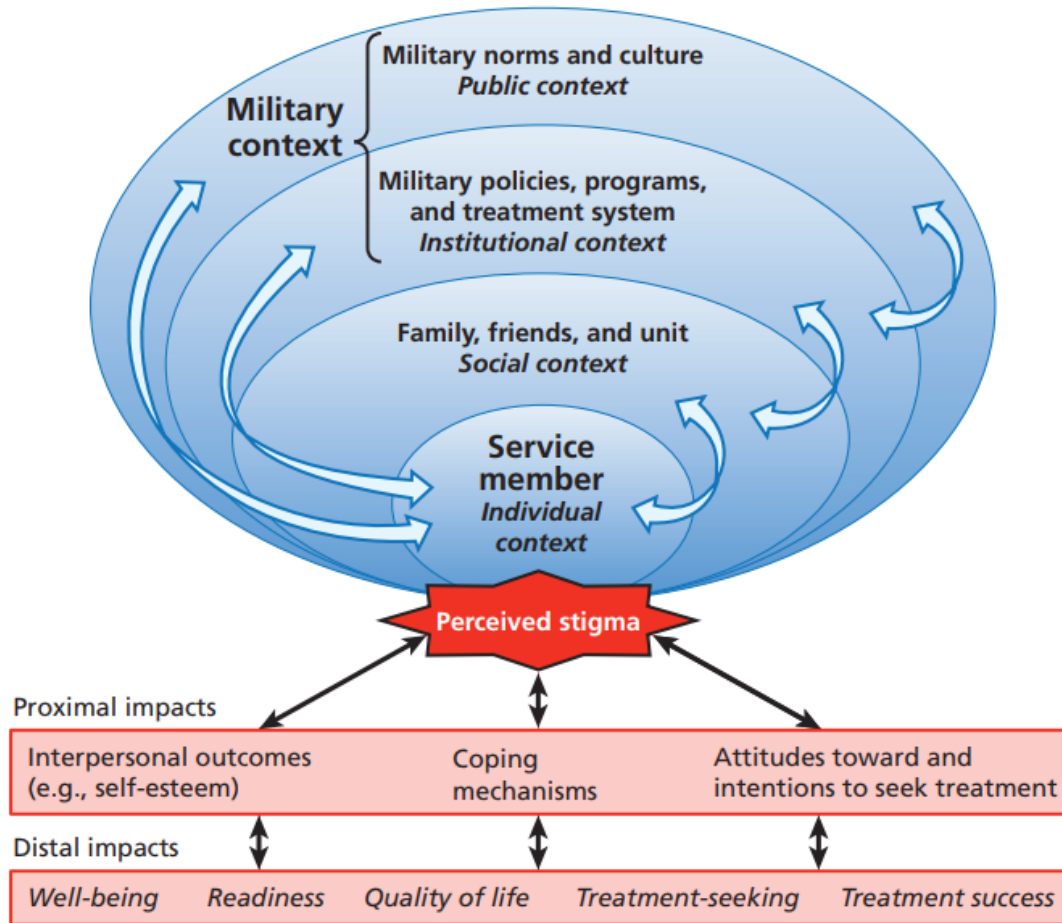 Military norms and culture
Public context
Military
context
Military policies, programs,
and treatment system
Institutional context
Family, friends, and unit
Social context
Service
member
Individual
context
Perceived stigma
Proximal impacts
Interpersonal outcomes
(e.g., self-esteem)
Coping
mechanisms
Attitudes toward and
intentions to seek treatment
Distal impacts
Well-being Readiness Quality of life Treatment-seeking Treatment success